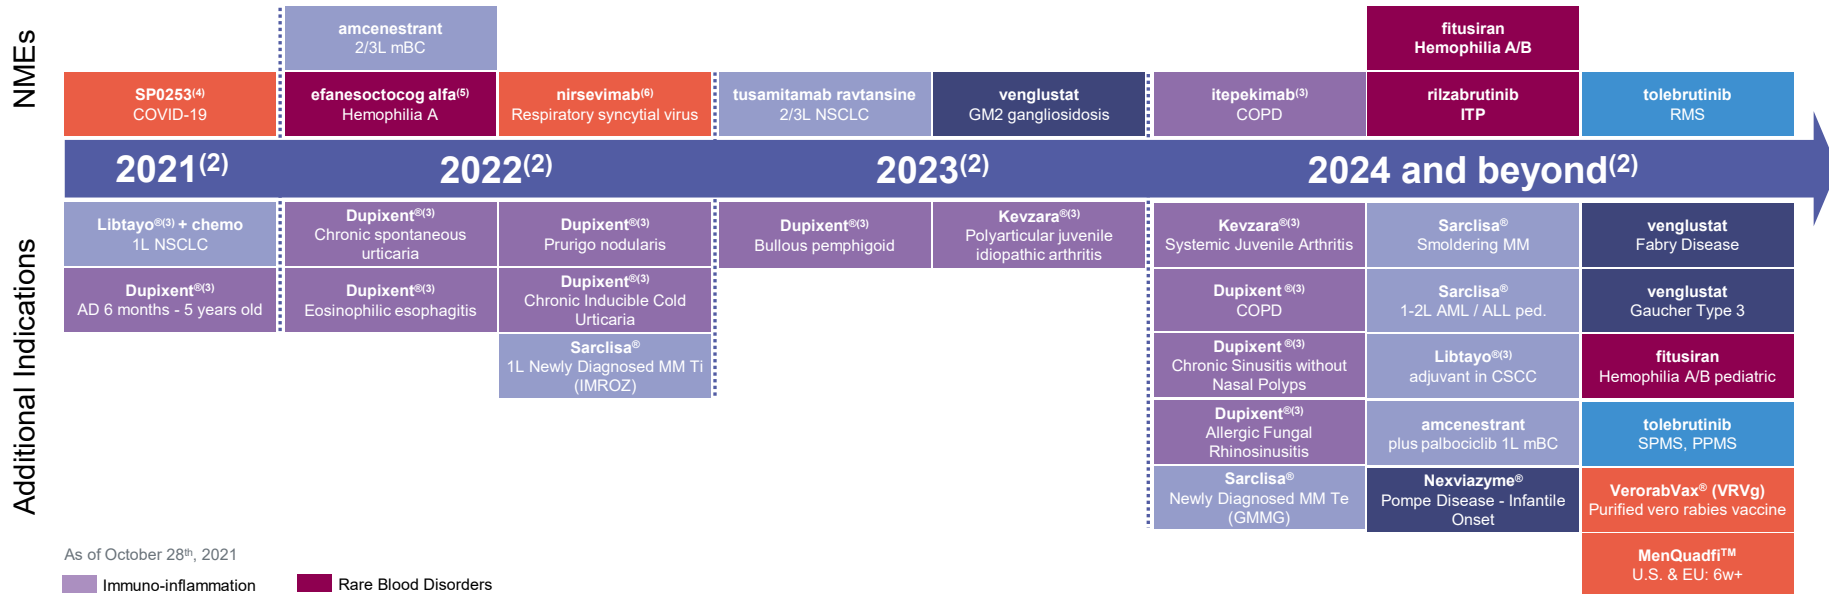 NMEs
amcenestrant
2/3L mBC
fitusiran
Hemophilia A/B
SP0253(4)
COVID-19
efanesoctocog alfa(5)
Hemophilia A
nirsevimab(6)
Respiratory syncytial virus
tusamitamab ravtansine
2/3L NSCLC
venglustat
GM2 gangliosidosis
itepekimab(3)
COPD
rilzabrutinib
ITP
tolebrutinib
RMS
2021(2)
2022(2)
2023(2)
2024 and beyond(2)
Additional Indications
Libtayo®(3) + chemo
1L NSCLC
Dupixent®(3)
AD 6 months - 5 years old
Dupixent®(3)
Chronic spontaneous
urticaria
Dupixent®(3)
Eosinophilic esophagitis
Dupixent®(3)
Prurigo nodularis
Dupixent®(3)
Chronic Inducible Cold
Urticaria
Sarclisa®
1L Newly Diagnosed MM Ti
(IMROZ)
Dupixent®(3)
Bullous pemphigoid
Kevzara®(3)
Polyarticular juvenile
idiopathic arthritis
Kevzara®(3)
Systemic Juvenile Arthritis
Dupixent®(3)
COPD
Dupixent®(3)
Chronic Sinusitis without
Nasal Polyps
Dupixent®(3)
Allergic Fungal
Rhinosinusitis
Sarclisa®
Newly Diagnosed MM Te
(GMMG)
Sarclisa®
Smoldering MM
Sarclisa®
1-2L AML / ALL ped.
Libtayo®(3)
adjuvant in CSCC
amcenestrant
plus palbociclib 1L mBC
Nexviazyme®
Pompe Disease - Infantile
Onset
venglustat
Fabry Disease
venglustat
Gaucher Type 3
fitusiran
Hemophilia A/B pediatric
tolebrutinib
SPMS, PPMS
VerorabVax® (VRVg)
Purified vero rabies vaccine
MenQuadfi™
U.S. & EU: 6w+
As of October 28th, 2021
Immuno-inflammation
Rare Blood Disorders